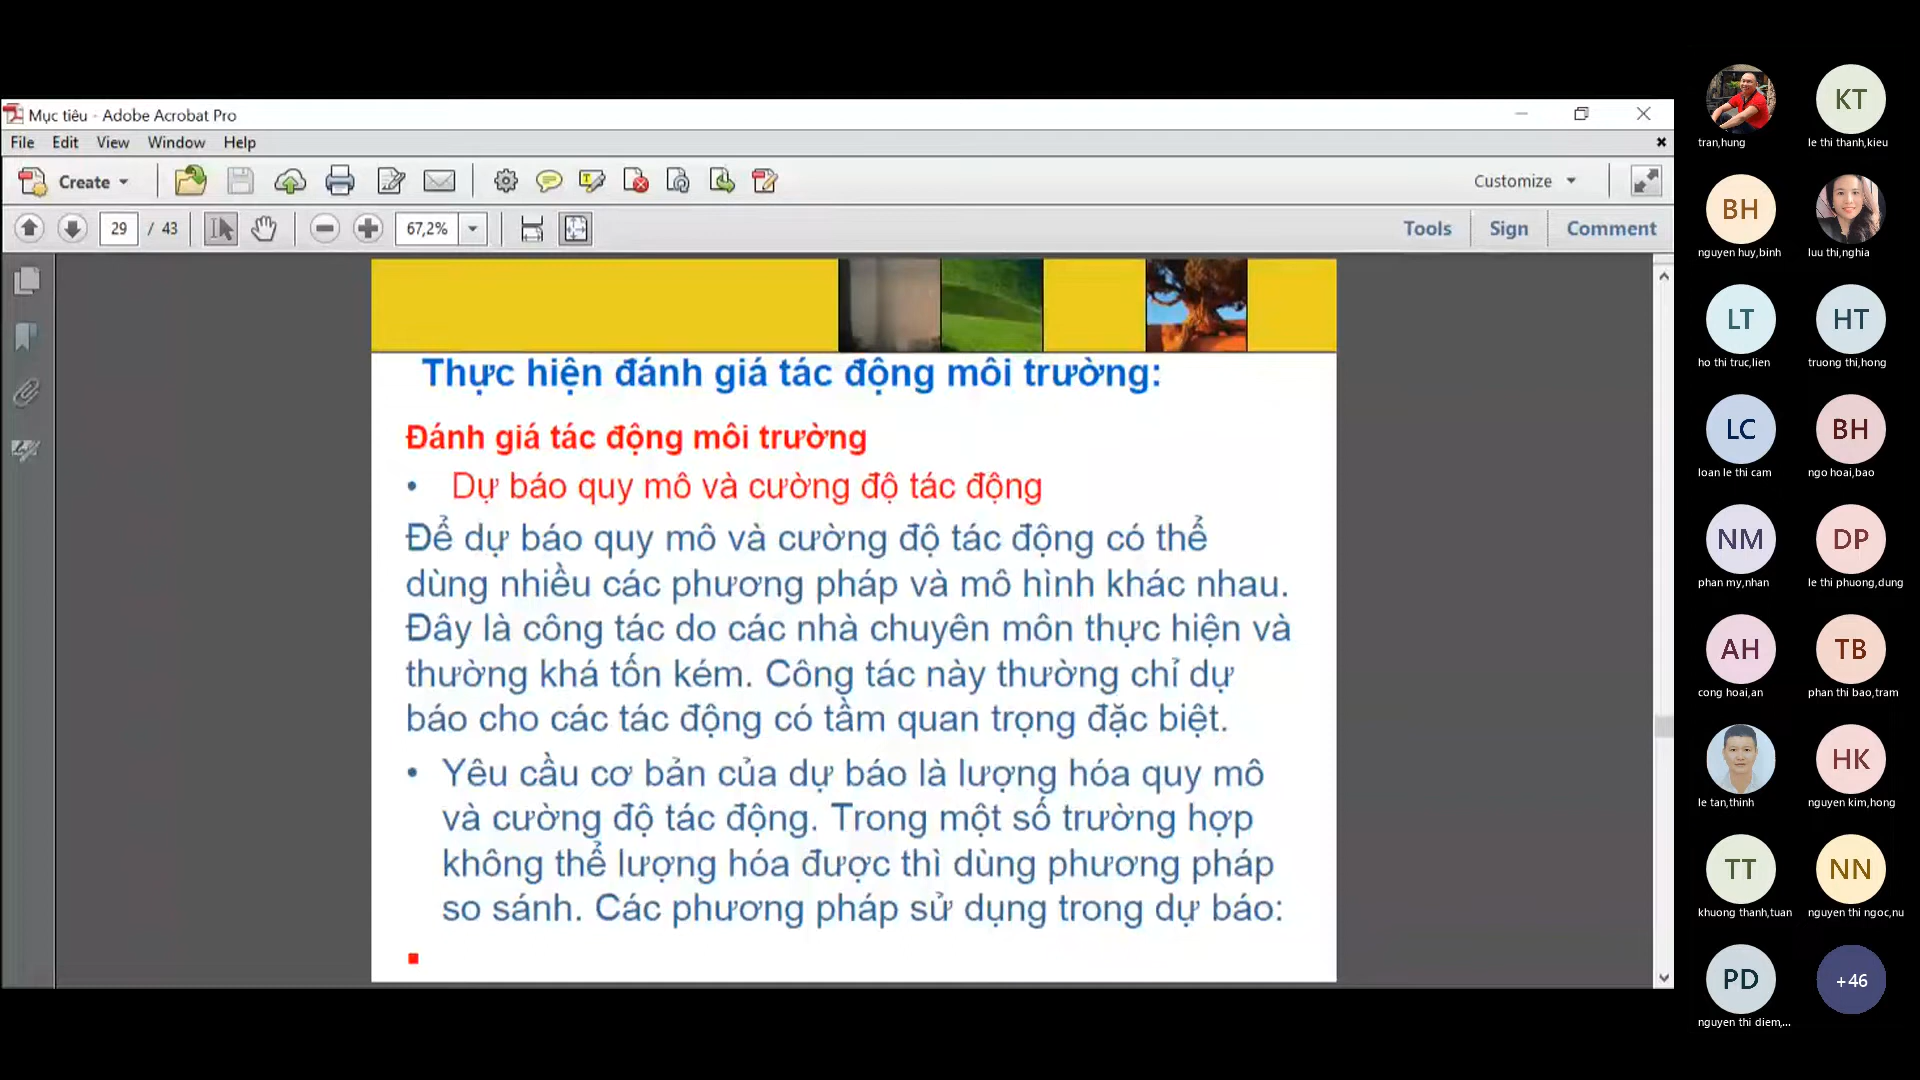 Mục tiêu - Adobe Acrobat Pro
File Edit View Window Help
Create Customize
29 / 43 67,2% Tools Sign Comment
Thực hiện đánh giá tác động môi trường:
Đánh giá tác động môi trường
• Dự báo quy mô và cường độ tác động
Để dự báo quy mô và cường độ tác động có thể
dùng nhiều các phương pháp và mô hình khác nhau.
Đây là công tác do các nhà chuyên môn thực hiện và
thường khá tốn kém. Công tác này thường chỉ dự
báo cho các tác động có tầm quan trọng đặc biệt.
• Yêu cầu cơ bản của dự báo là lượng hóa quy mô
và cường độ tác động. Trong một số trường hợp
không thể lượng hóa được thì dùng phương pháp
so sánh. Các phương pháp sử dụng trong dự báo:
KT
tran,hung le thi thanh,kieu
BH
nguyen huy,binh luu thi,nghia
LT HT
ho thi truc,lien truong thi,hong
LC BH
loan le thi cam ngo hoai,bao
NM DP
phan my,nhan le thi phuong,dung
AH TB
cong hoai,an phan thi bao,tram
HK
le tan,thinh nguyen kim,hong
TT NN
khuong thanh,tuan nguyen thi ngoc,nu
PD +46
nguyen thi diem,...